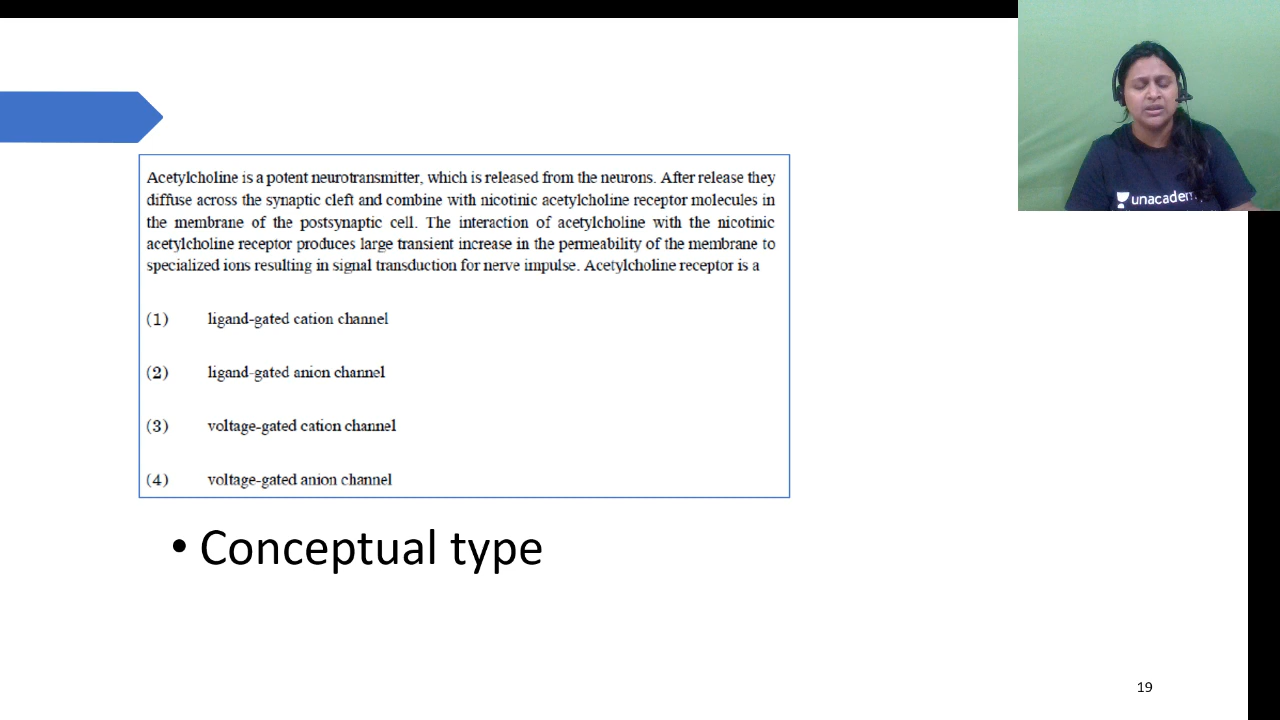 Acetylcholine is a potent neurotransmitter, which is released from the neurons. After release they
diffuse across the synaptic cleft and combine with nicotinic acetylcholine receptor molecules in
the membrane of the postsynaptic cell. The interaction of acetylcholine with the nicotinic
acetylcholine receptor produces large transient increase in the permeability of the membrane to
specialized ions resulting in signal transduction for nerve impulse. Acetylcholine receptor is a
(1) ligand-gated cation channel
(2) ligand-gated anion channel
(3) voltage-gated cation channel
(4) voltage-gated anion channel
• Conceptual type
19